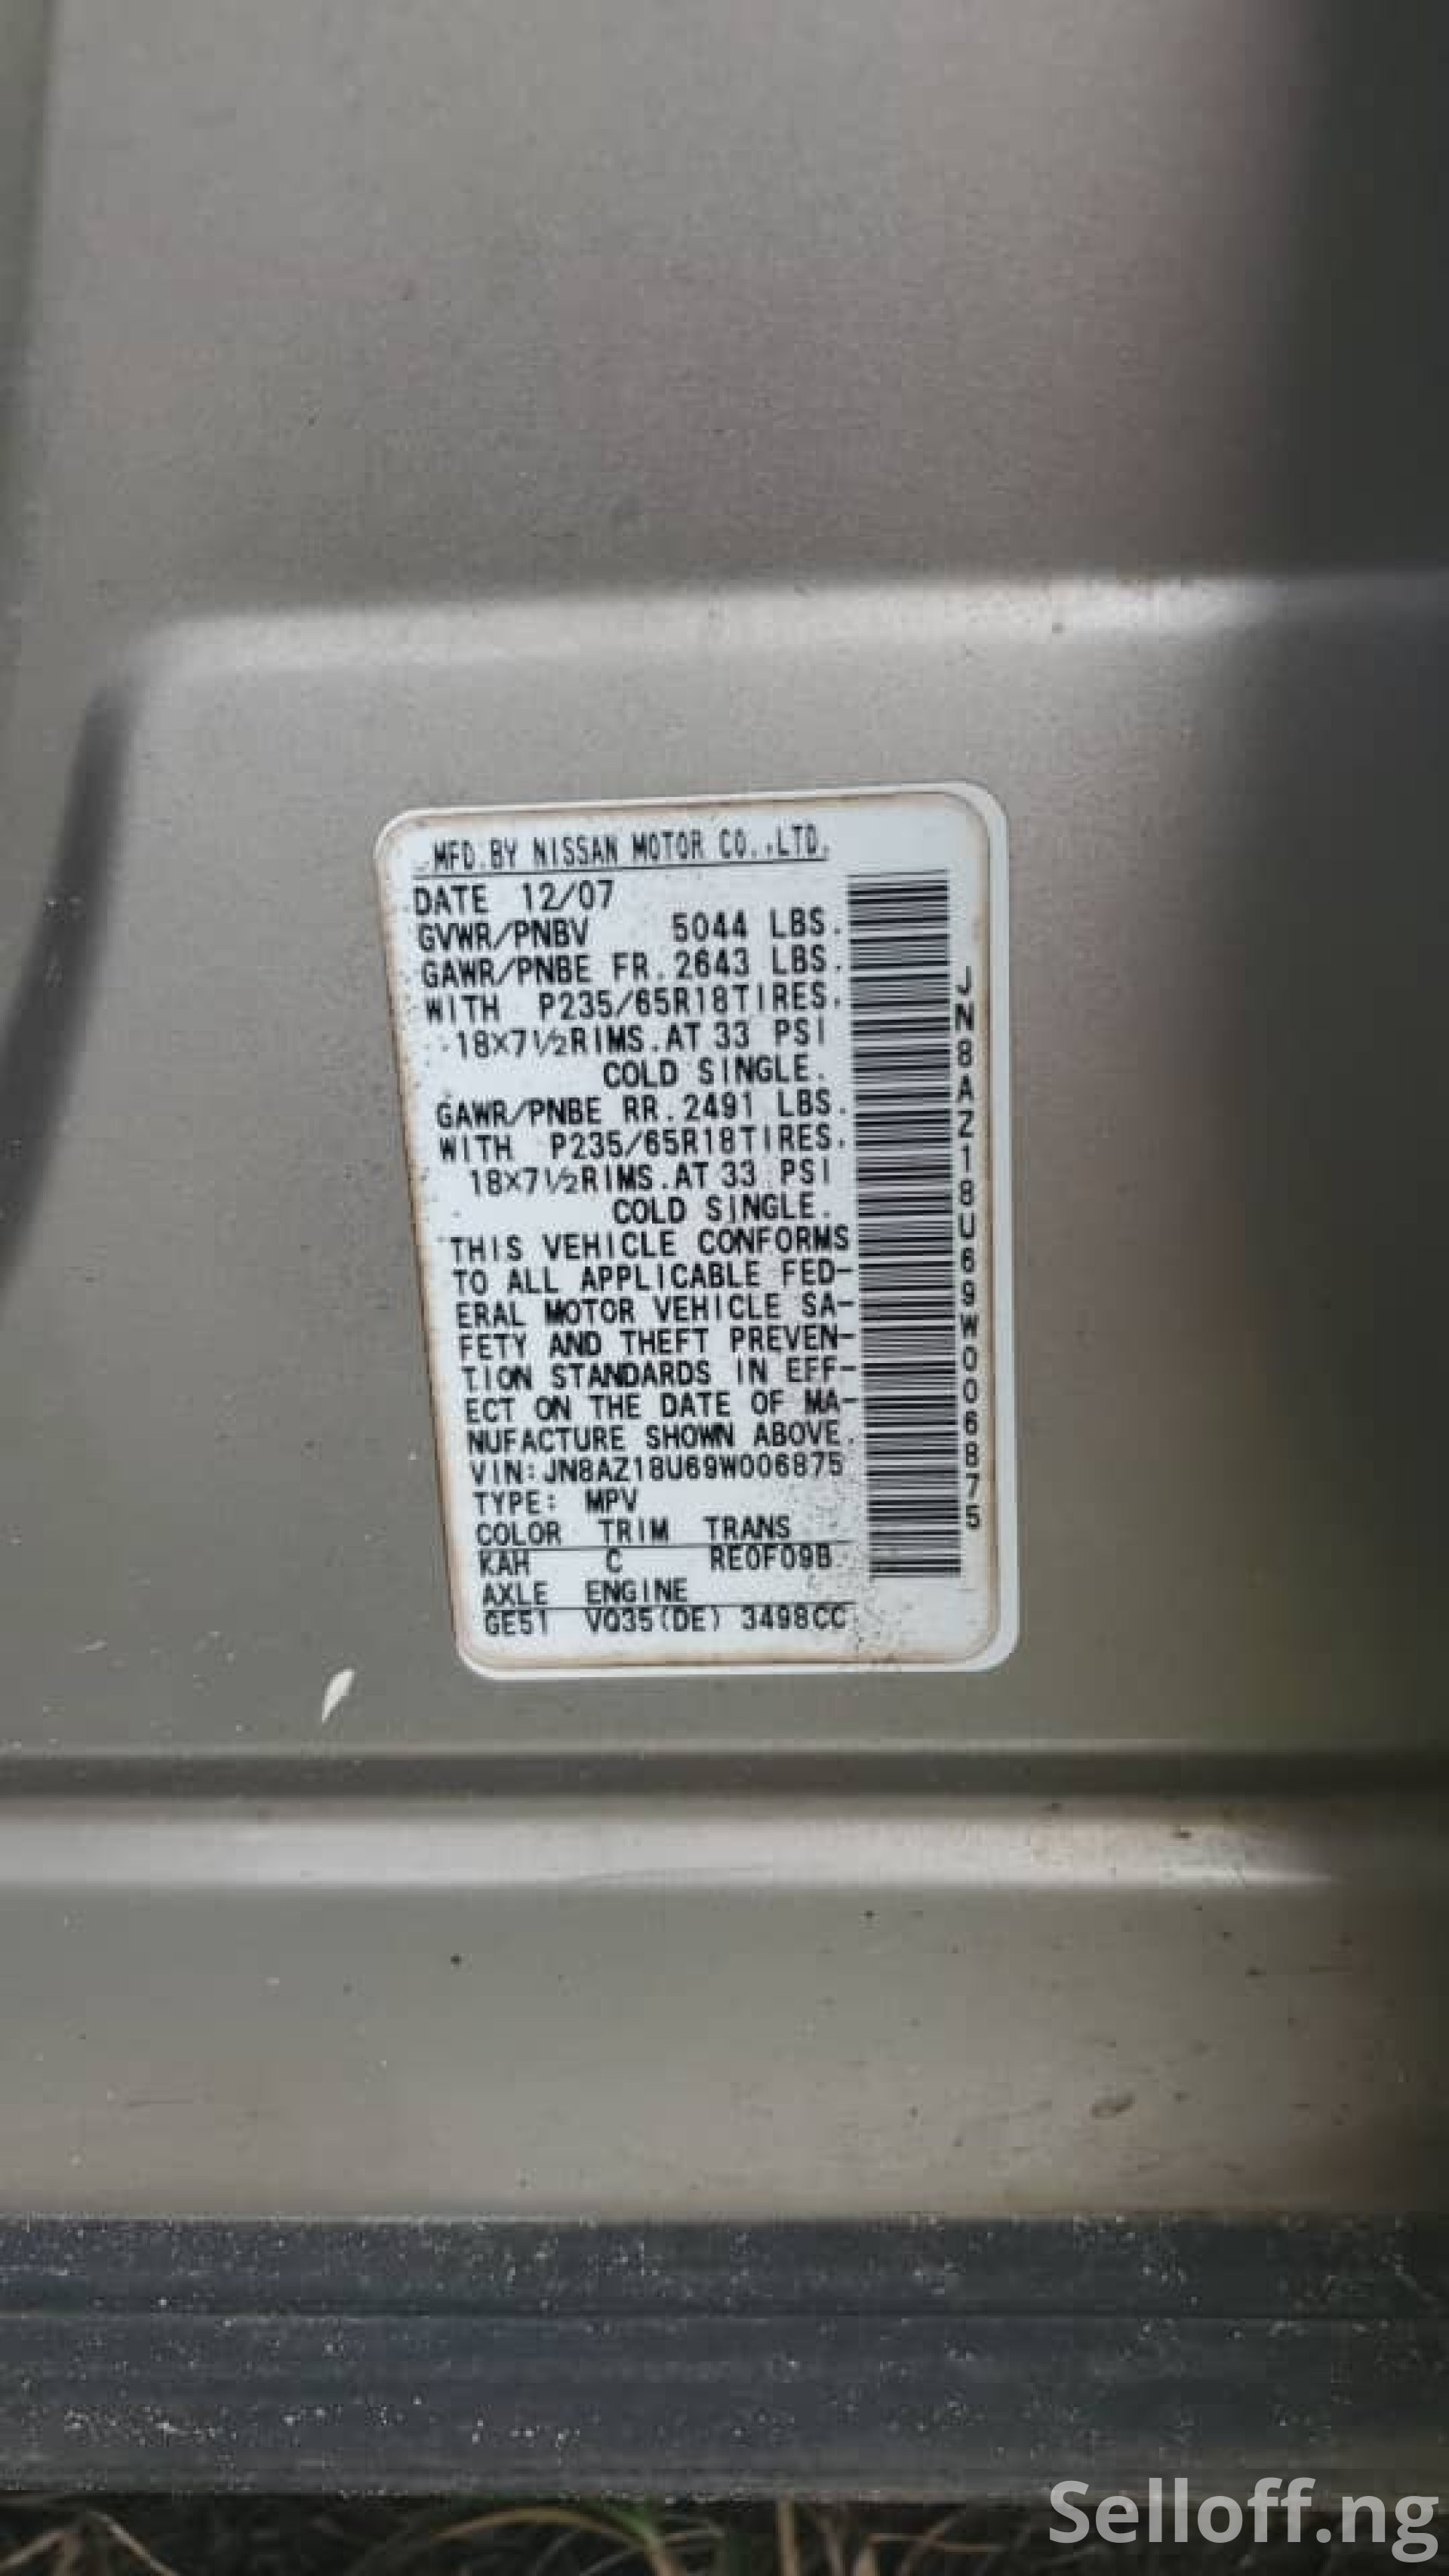 MFD.BY NISSAN MOTOR CO.,LTD.
DATE 12/07
GVWR/PNBV 5044 LBS.
GAWR/PNBE FR.2643 LBS.
WITH P235/65R18TIRES.
18×7½RIMS.AT 33 PSI
COLD SINGLE.
GAWR/PNBE RR.2491 LBS.
WITH P235/65R18TIRES.
18×7½RIMS.AT 33 PSI
COLD SINGLE.
THIS VEHICLE CONFORMS
TO ALL APPLICABLE FED-
ERAL MOTOR VEHICLE SA-
FETY AND THEFT PREVEN-
TION STANDARDS IN EFF-
ECT ON THE DATE OF MA-
NUFACTURE SHOWN ABOVE.
VIN:JN8AZ18U69W006875
TYPE: MPV
COLOR TRIM TRANS
KAH C RE0F09B
AXLE ENGINE
GE51 VQ35(DE) 3498CC
JN8AZ18U69W006875
Selloff.ng